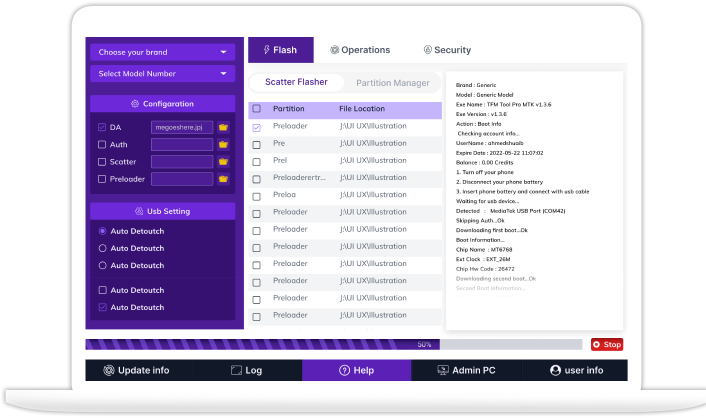 Choose your brand
Select Model Number
Configaration
DA megoeshere.jpj
Auth
Scatter
Preloader
Usb Setting
Auto Detoutch
Auto Detoutch
Auto Detoutch
Auto Detoutch
Auto Detoutch
Flash Operations Security
Scatter Flasher Partition Manager
Partition File Location
Preloader J:\UI UX\Illustration
Pre J:\UI UX\Illustration
Prel J:\UI UX\Illustration
Preloaderertr... J:\UI UX\Illustration
Preloa J:\UI UX\Illustration
Preloader J:\UI UX\Illustration
Preloader J:\UI UX\Illustration
Preloader J:\UI UX\Illustration
Preloader J:\UI UX\Illustration
Preloader J:\UI UX\Illustration
Preloader J:\UI UX\Illustration
Preloader J:\UI UX\Illustration
Brand : Generic
Model : Generic Model
Exe Name : TFM Tool Pro MTK v1.3.6
Exe Version : v1.3.6
Action : Boot Info
Checking account info...
UserName : ahmedshuaib
Expire Date : 2022-05-22 11:07:02
Balance : 0.00 Credits
1. Turn off your phone
2. Disconnect your phone battery
3. Insert phone battery and connect with usb cable
Waiting for usb device...
Detected : MediaTek USB Port (COM42)
Skipping Auth...Ok
Downloading first boot...Ok
Boot Information...
Chip Name : MT6768
Ext Clock : EXT_26M
Chip Hw Code : 26472
Downloading second boot...Ok
Second Boot Information...
50%
Stop
Update info Log Help Admin PC user info